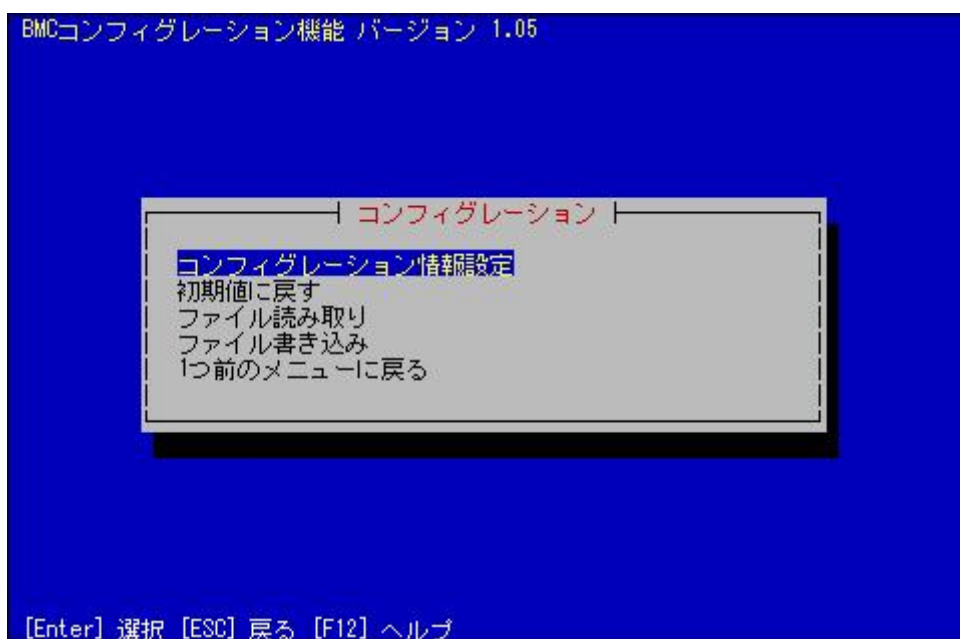 BMCコンフィグレーション機能 バージョン 1.05
コンフィグレーション
コンフィグレーション情報設定
初期値に戻す
ファイル読み取り
ファイル書き込み
1つ前のメニューに戻る
[Enter] 選択 [ESC] 戻る [F12] ヘルプ